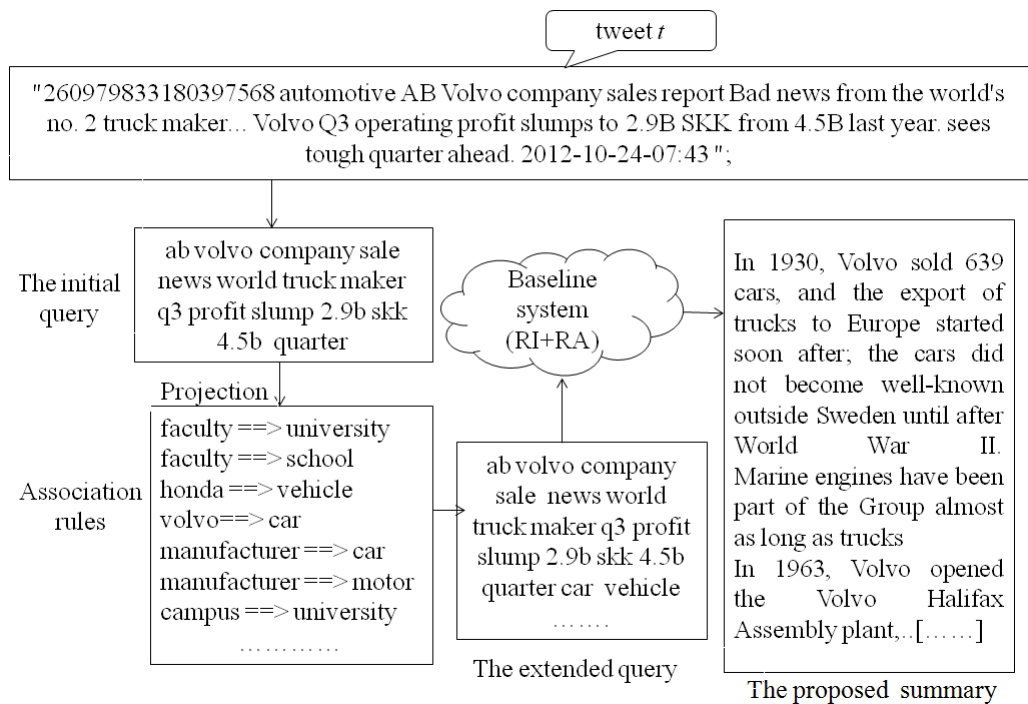 tweet t
"260979833180397568 automotive AB Volvo company sales report Bad news from the world's
no. 2 truck maker... Volvo Q3 operating profit slumps to 2.9B SKK from 4.5B last year. sees
tough quarter ahead. 2012-10-24-07:43 ";
The initial
query
ab volvo company sale
news world truck maker
q3 profit slump 2.9b skk
4.5b quarter
Projection
Association
rules
faculty ==> university
faculty ==> school
honda ==> vehicle
volvo==> car
manufacturer ==> car
manufacturer ==> motor
campus ==> university
…………
ab volvo company
sale news world
truck maker q3 profit
slump 2.9b skk 4.5b
quarter car vehicle
…….
The extended query
Baseline
system
(RI+RA)
In 1930, Volvo sold 639
cars, and the export of
trucks to Europe started
soon after; the cars did
not become well-known
outside Sweden until after
World War II.
Marine engines have been
part of the Group almost
as long as trucks
In 1963, Volvo opened
the Volvo Halifax
Assembly plant,..[……]
The proposed summary